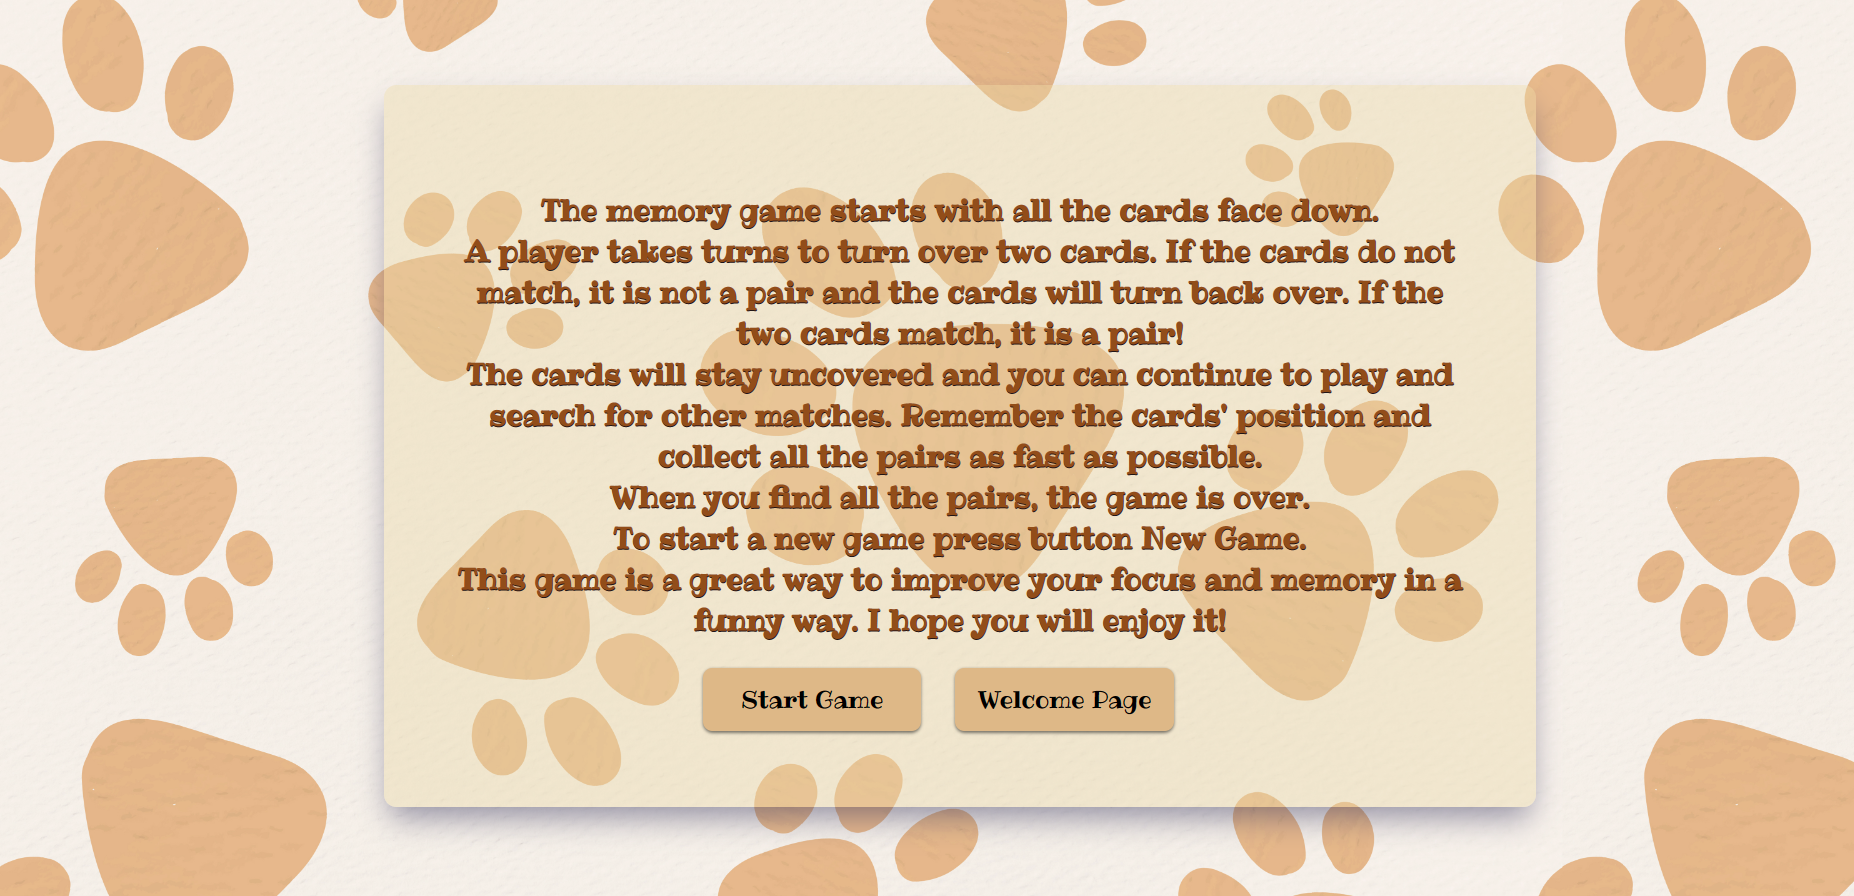 The memory game starts with all the cards face down.
A player takes turns to turn over two cards. If the cards do not
match, it is not a pair and the cards will turn back over. If the
two cards match, it is a pair!
The cards will stay uncovered and you can continue to play and
search for other matches. Remember the cards' position and
collect all the pairs as fast as possible.
When you find all the pairs, the game is over.
To start a new game press button New Game.
This game is a great way to improve your focus and memory in a
funny way. I hope you will enjoy it!
Start Game
Welcome Page